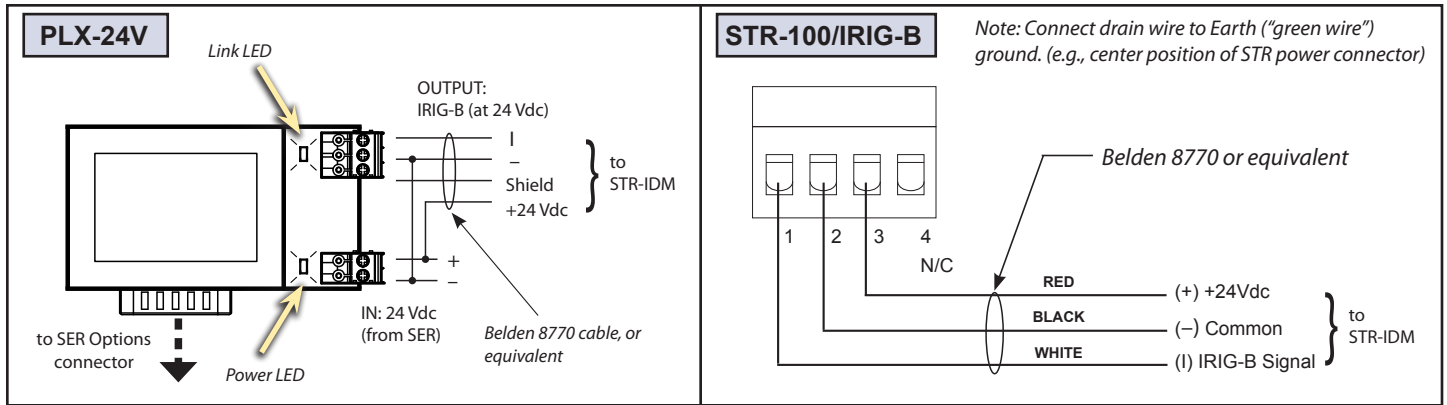 PLX-24V
Link LED
OUTPUT:
IRIG-B (at 24 Vdc)
I
–
Shield
+24 Vdc
to
STR-IDM
+
–
IN: 24 Vdc
(from SER)
Belden 8770 cable, or
equivalent
to SER Options
connector
Power LED
STR-100/IRIG-B
Note: Connect drain wire to Earth (“green wire”)
ground. (e.g., center position of STR power connector)
Belden 8770 or equivalent
1 2 3 4
N/C
RED
(+) +24Vdc
BLACK
(–) Common
WHITE
(I) IRIG-B Signal
to
STR-IDM